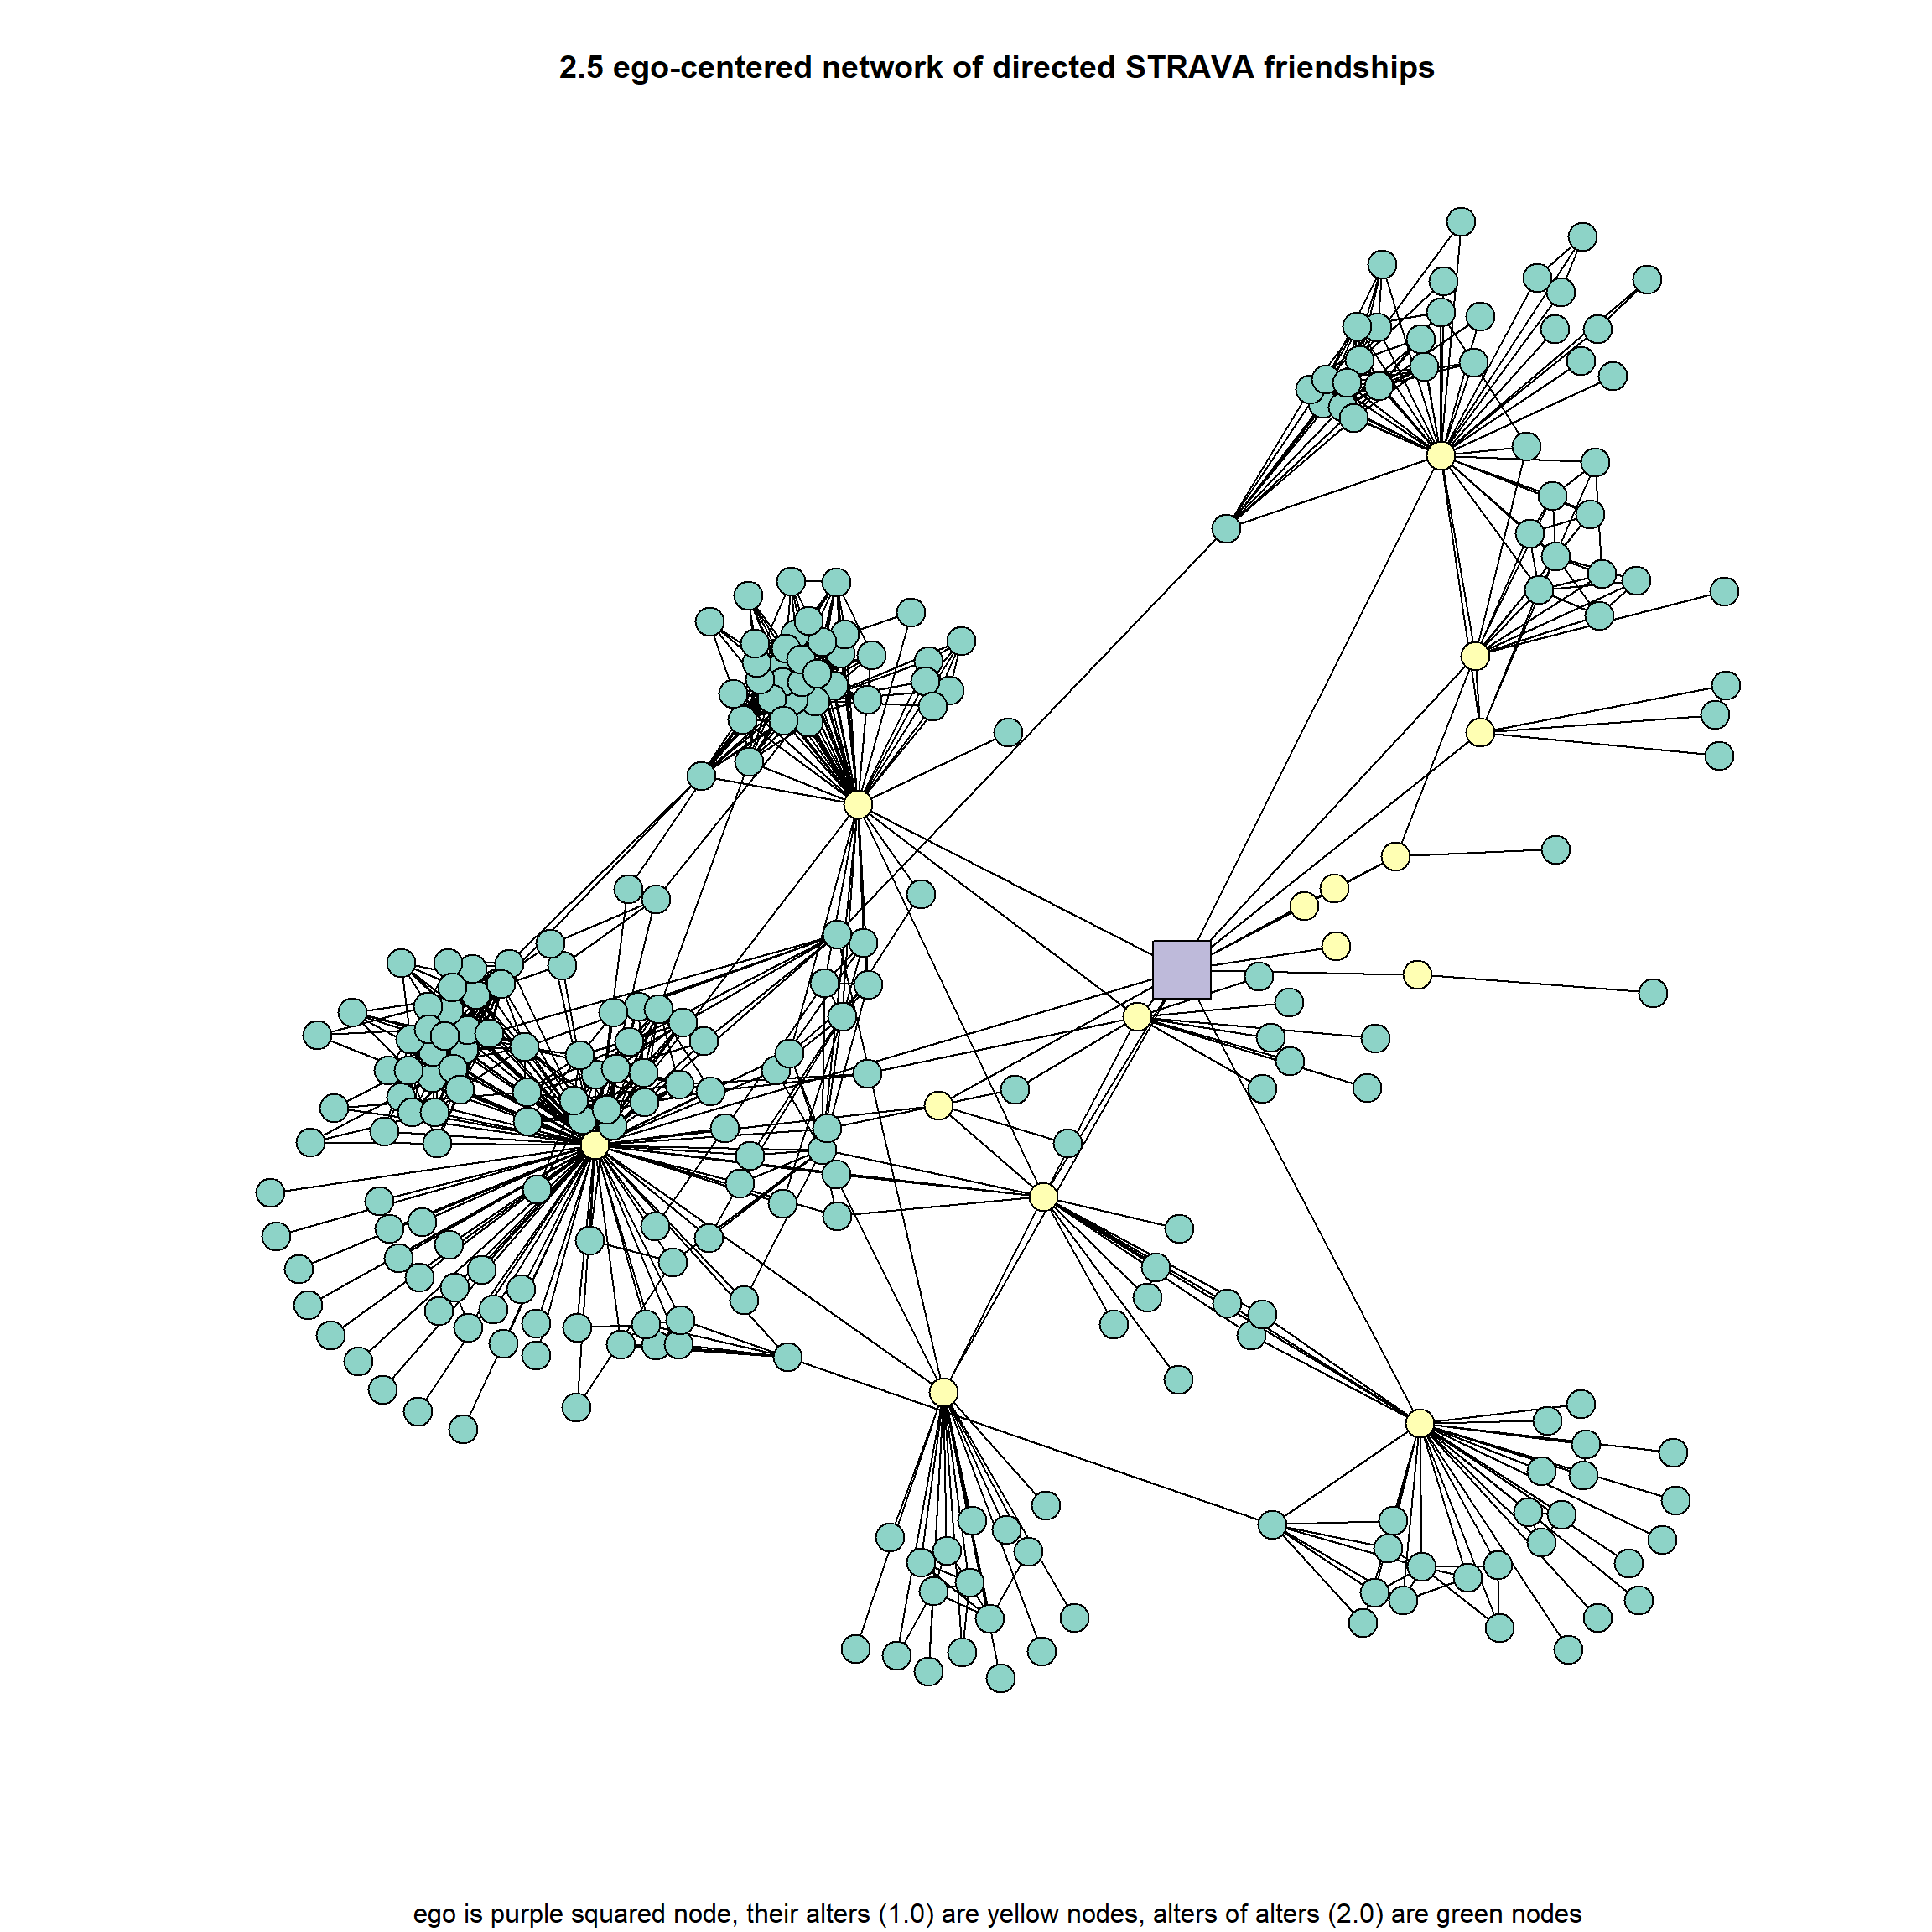 2.5 ego-centered network of directed STRAVA friendships
ego is purple squared node, their alters (1.0) are yellow nodes, alters of alters (2.0) are green nodes